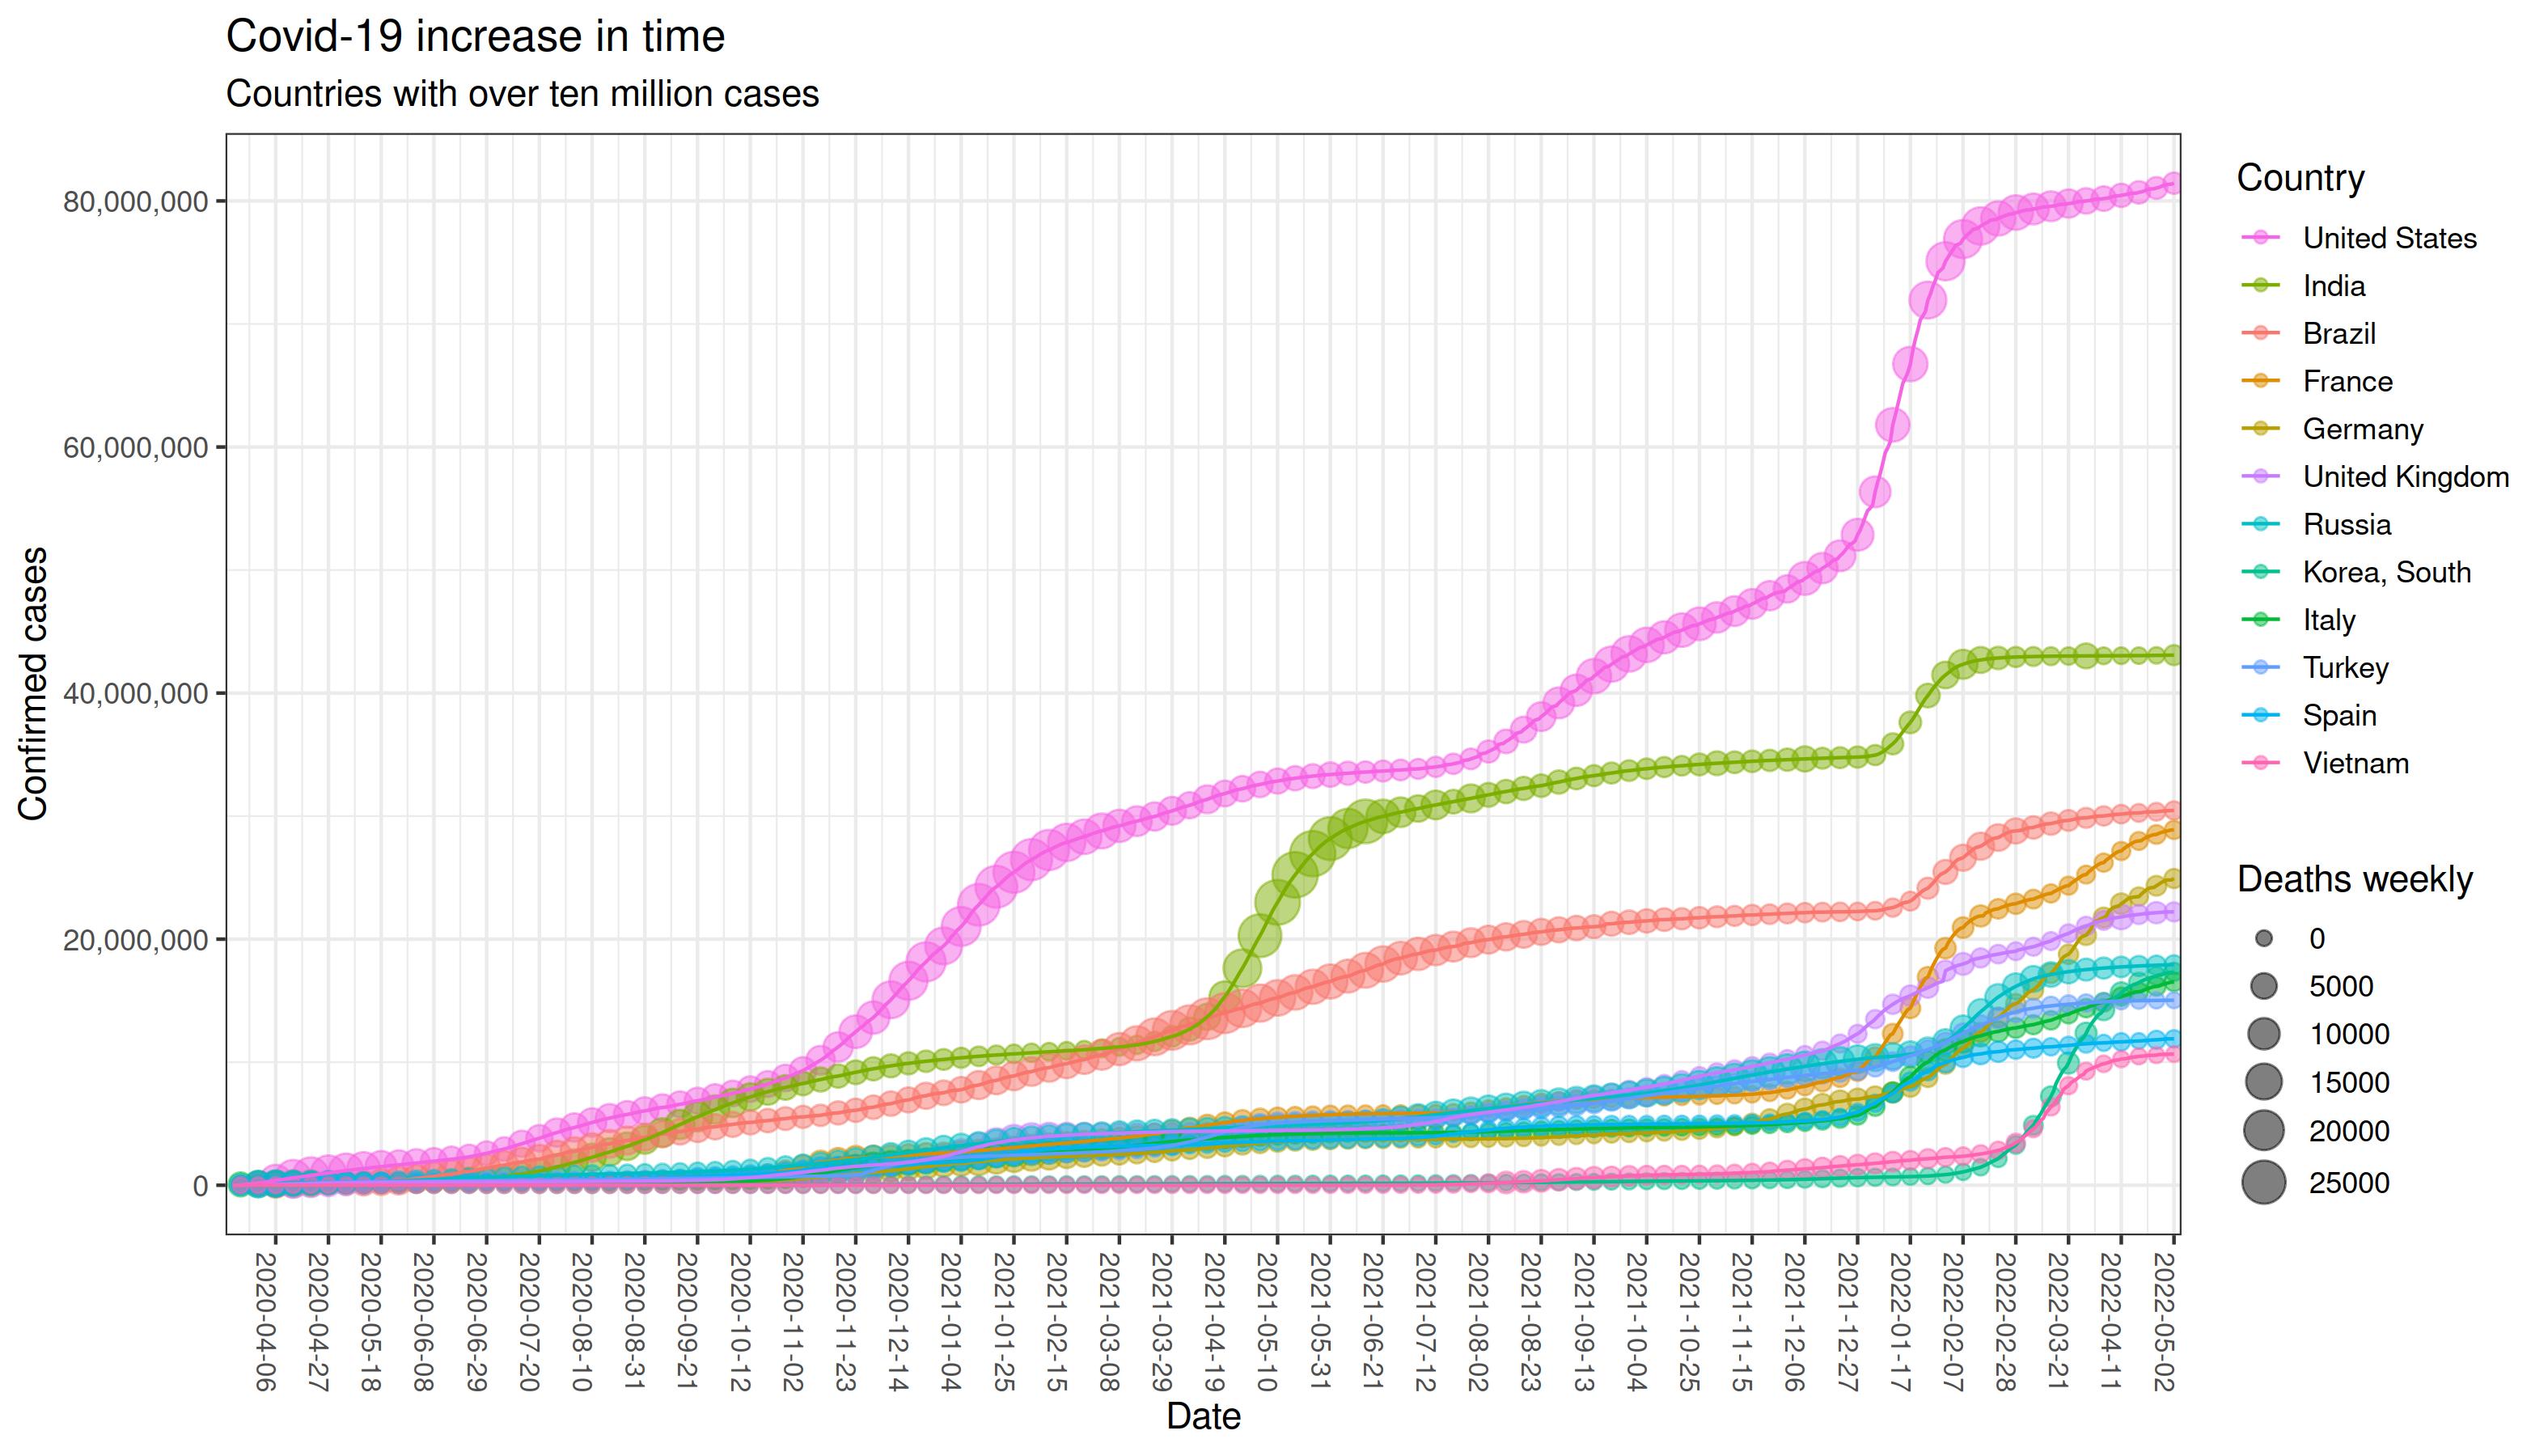 Covid-19 increase in time
Countries with over ten million cases
Confirmed cases
80,000,000
60,000,000
40,000,000
20,000,000
0
2020-04-06
2020-04-27
2020-05-18
2020-06-08
2020-06-29
2020-07-20
2020-08-10
2020-08-31
2020-09-21
2020-10-12
2020-11-02
2020-11-23
2020-12-14
2021-01-04
2021-01-25
2021-02-15
2021-03-08
2021-03-29
2021-04-19
2021-05-10
2021-05-31
2021-06-21
2021-07-12
2021-08-02
2021-08-23
2021-09-13
2021-10-04
2021-10-25
2021-11-15
2021-12-06
2021-12-27
2022-01-17
2022-02-07
2022-02-28
2022-03-21
2022-04-11
2022-05-02
Date
Country
United States
India
Brazil
France
Germany
United Kingdom
Russia
Korea, South
Italy
Turkey
Spain
Vietnam
Deaths weekly
0
5000
10000
15000
20000
25000